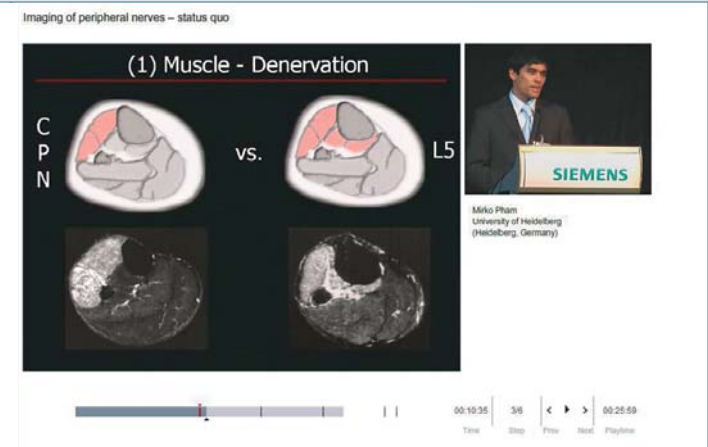 Imaging of peripheral nerves – status quo
(1) Muscle - Denervation
C
P
N
vs.
L5
SIEMENS
Mirko Pham
University of Heidelberg
(Heidelberg, Germany)
00:10:35
3/6
00:25:59
Time
Step
Prev
Next
Playtime